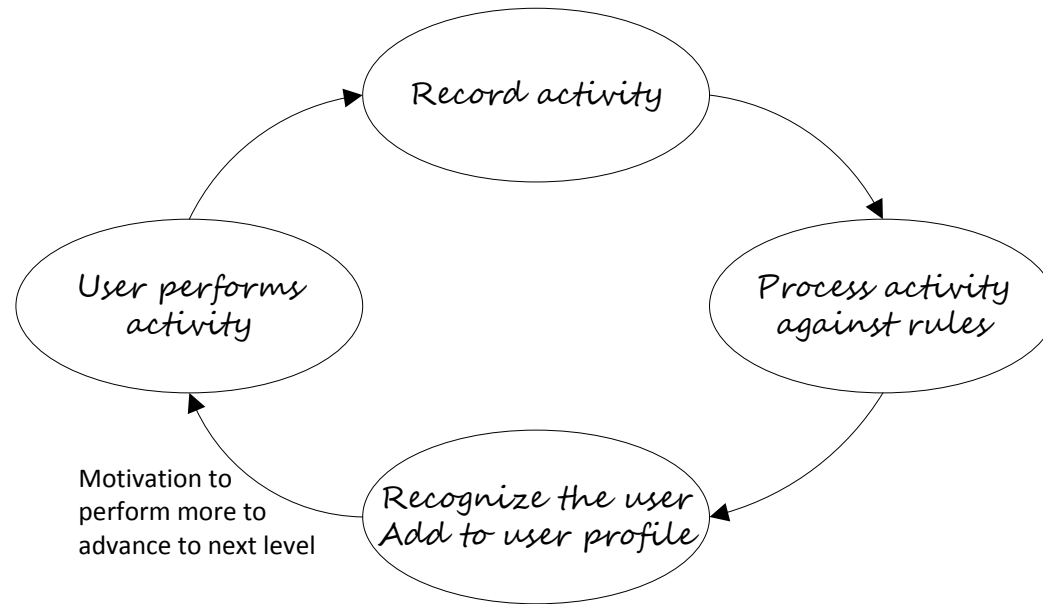 Record activity
User performs
activity
Process activity
against rules
Recognize the user
Add to user profile
Motivation to
perform more to
advance to next level